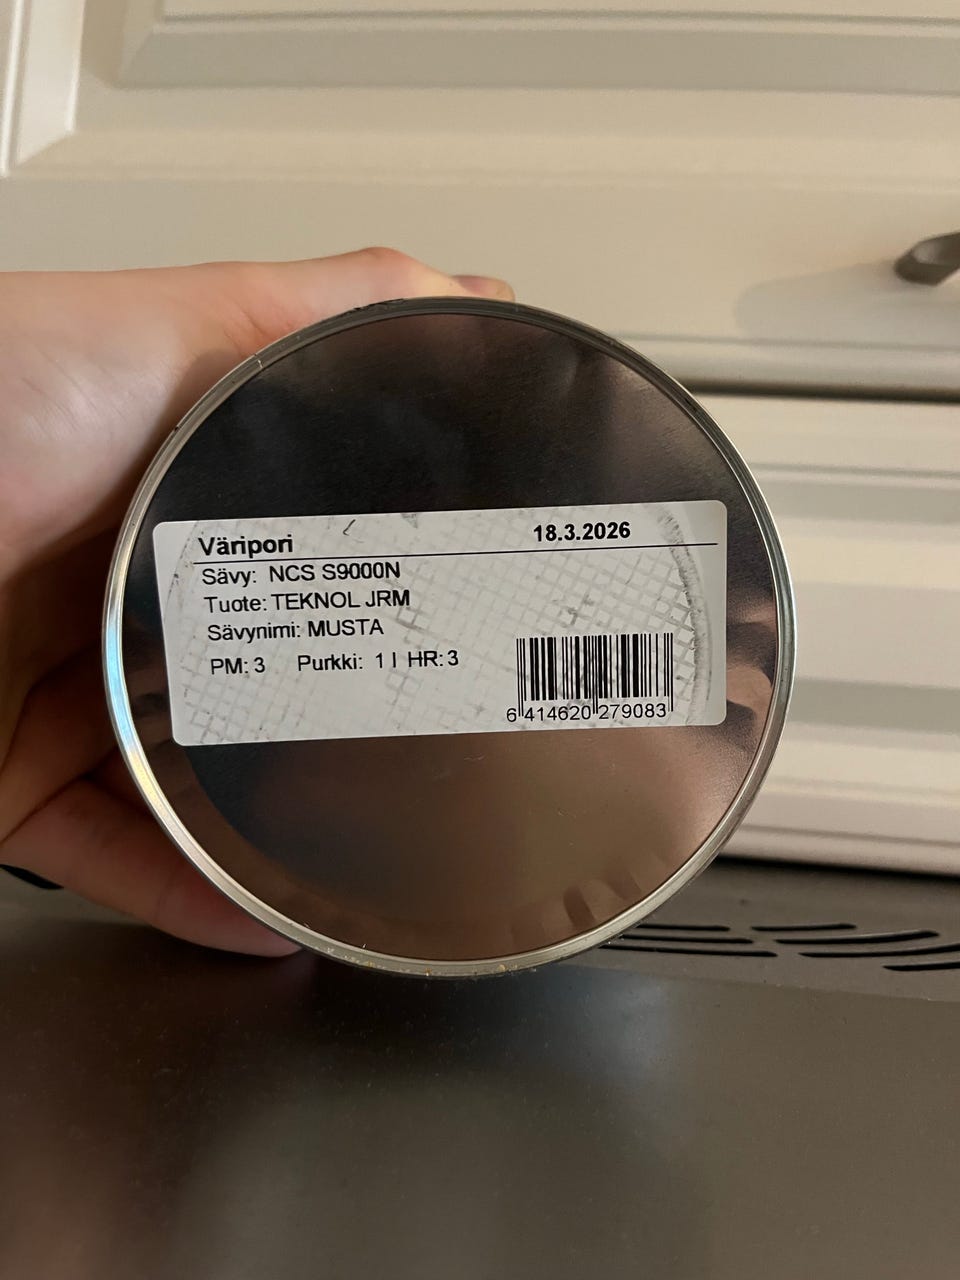 Väripori 18.3.2026
Sävy: NCS S9000N
Tuote: TEKNOL JRM
Sävynimi: MUSTA
PM: 3 Purkki: 1 l HR: 3
6 414620 279083